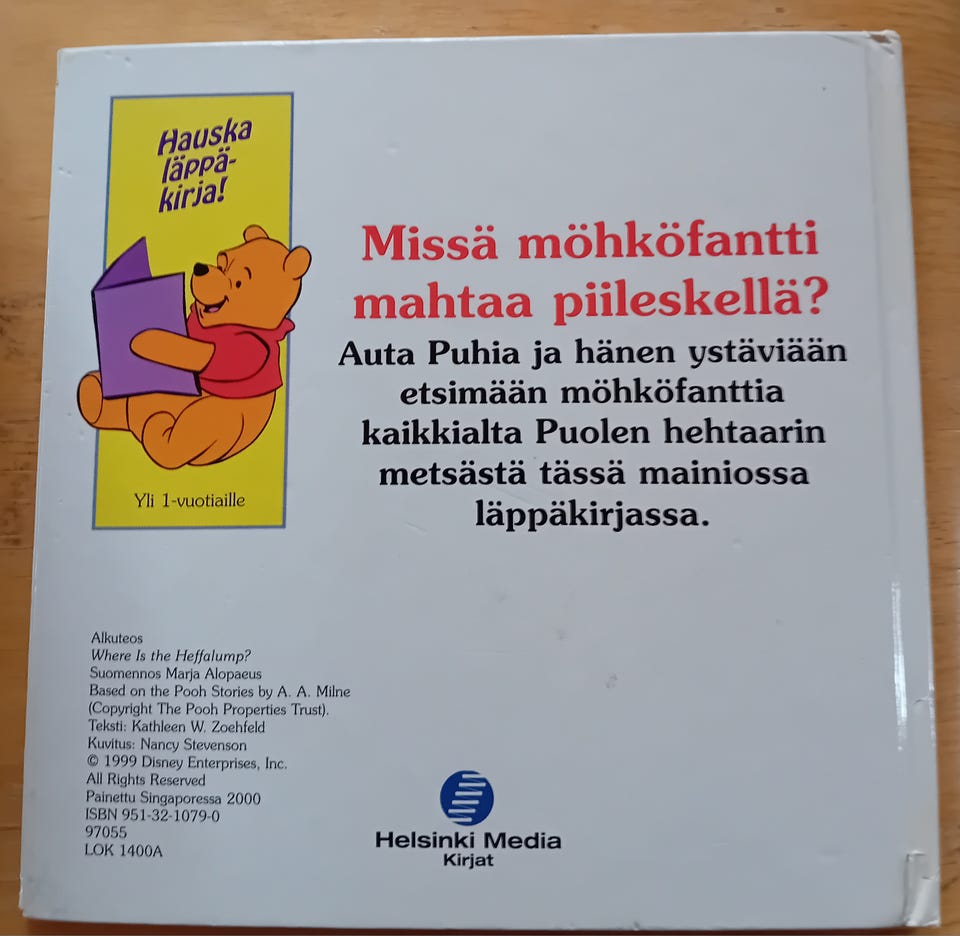 Hauska
läppä-
kirja!
Yli 1-vuotiaille
Missä möhköfantti
mahtaa piileskellä?
Auta Puhia ja hänen ystäviään
etsimään möhköfanttia
kaikkialta Puolen hehtaarin
metsästä tässä mainiossa
läppäkirjassa.
Alkuteos
Where Is the Heffalump?
Suomennos Marja Alopaeus
Based on the Pooh Stories by A. A. Milne
(Copyright The Pooh Properties Trust).
Teksti: Kathleen W. Zoehfeld
Kuvitus: Nancy Stevenson
© 1999 Disney Enterprises, Inc.
All Rights Reserved
Painettu Singaporessa 2000
ISBN 951-32-1079-0
97055
LOK 1400A
Helsinki Media
Kirjat